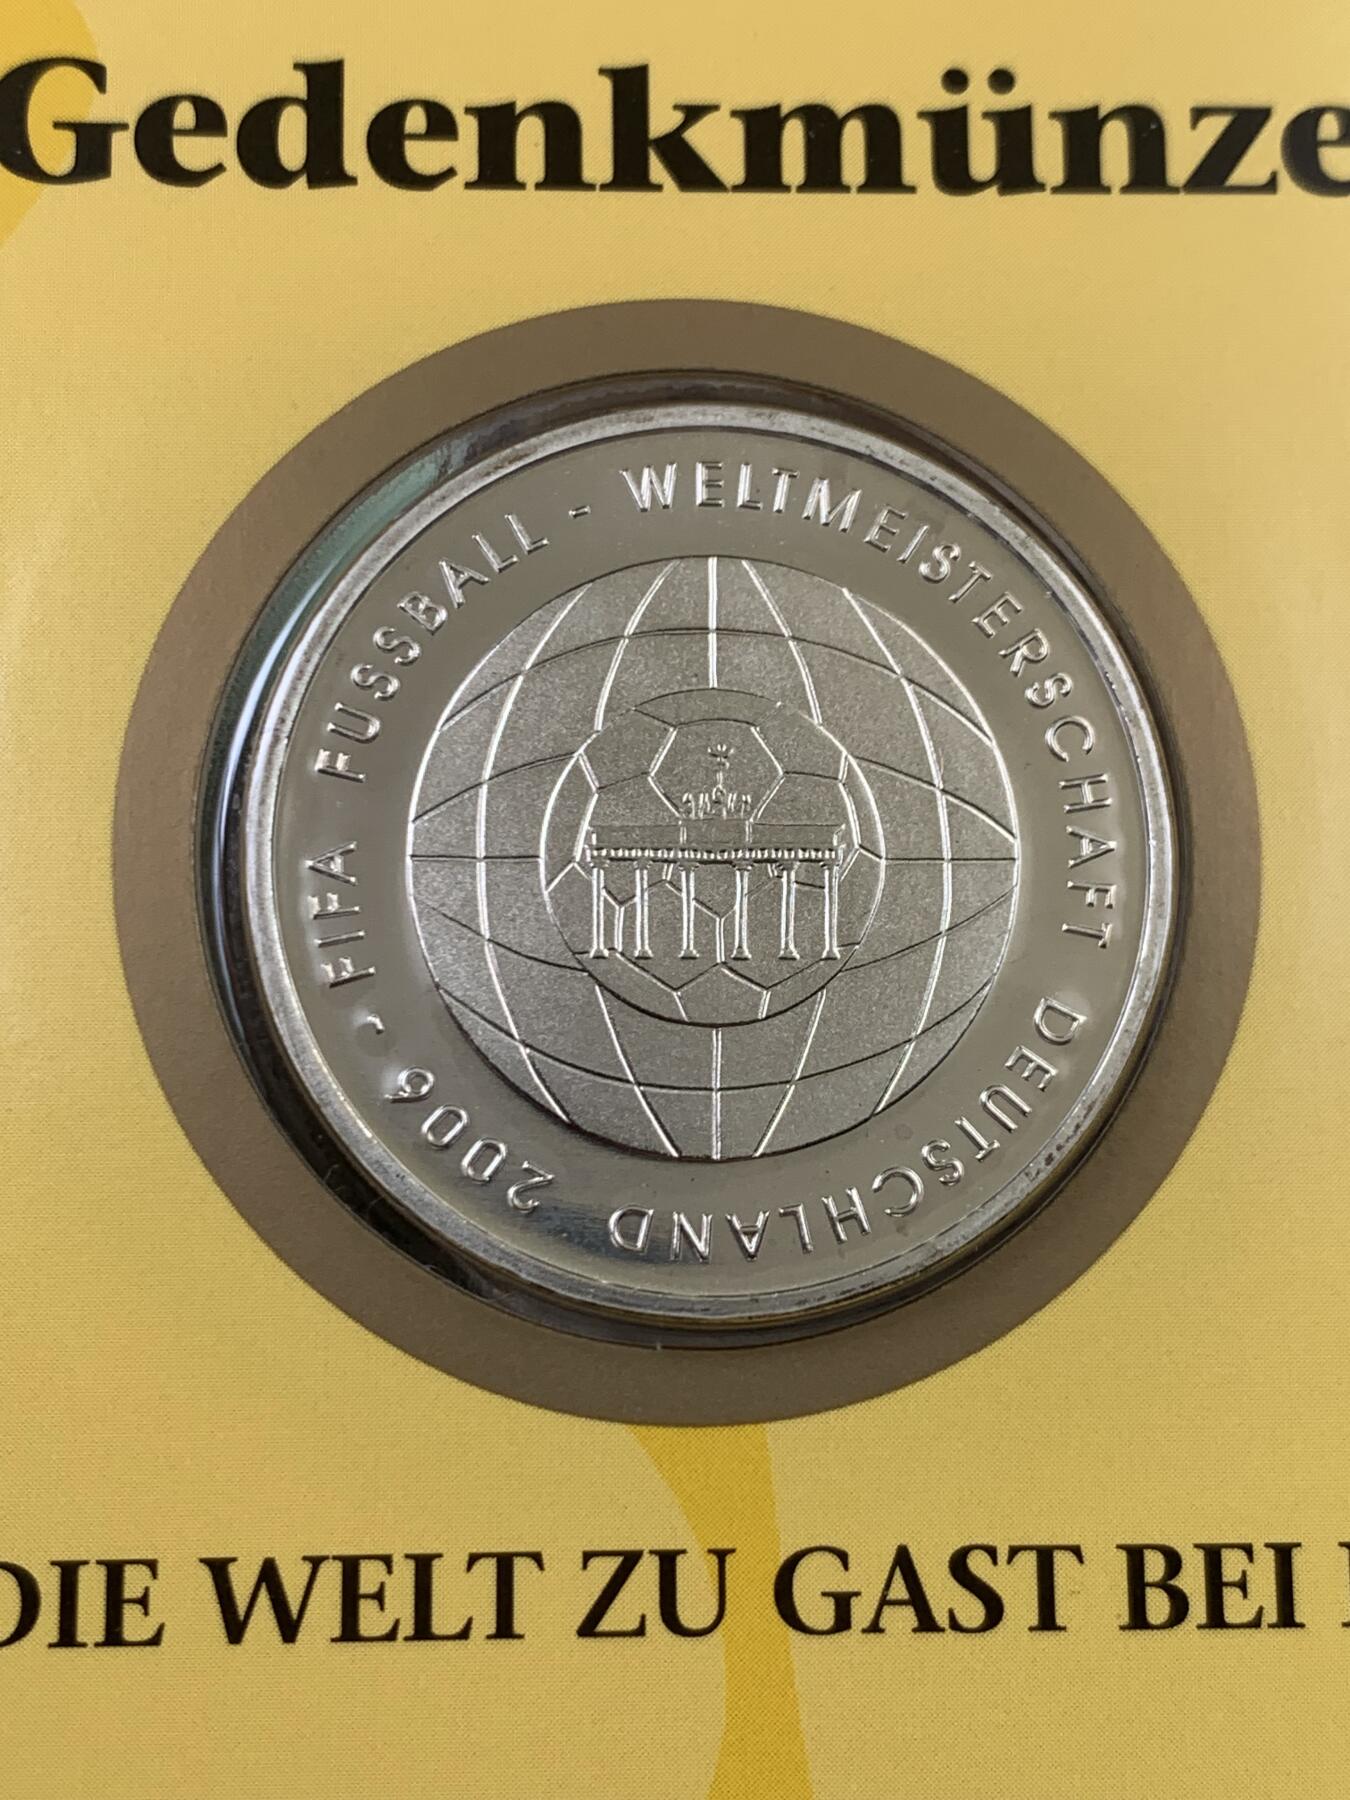 Gedenkmünze
FIFA FUSSBALL - WELTMEISTERSCHAFT DEUTSCHLAND 2006 -
DIE WELT ZU GAST BEI